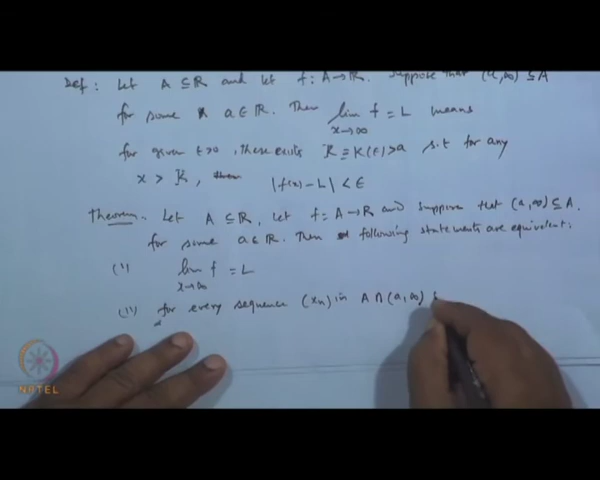 Def: Let A ⊆ R and let f: A → R. Suppose that (a, ∞) ⊆ A
for some a ∈ R. Then lim f = L means
x→∞
for given ε>0, there exists K ≡ K(ε) > a s.t for any
x > K, then |f(x) - L| < ε
Theorem. Let A ⊆ R, let f: A → R and suppose that (a, ∞) ⊆ A.
for some a ∈ R. Then following statements are equivalent:
(i) lim f = L
x→∞
(ii) for every sequence (xn) in A ∩ (a, ∞)
NPTEL